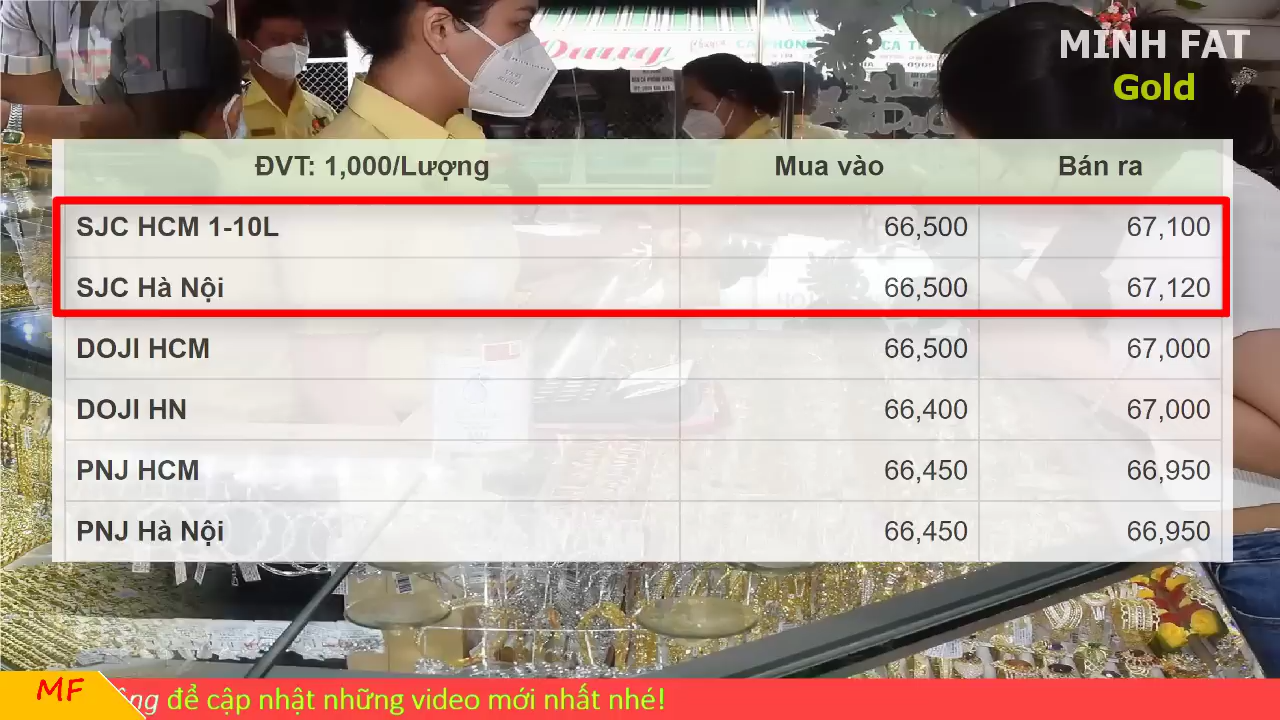 MINH FAT
Gold
ĐVT: 1,000/Lượng Mua vào Bán ra
SJC HCM 1-10L 66,500 67,100
SJC Hà Nội 66,500 67,120
DOJI HCM 66,500 67,000
DOJI HN 66,400 67,000
PNJ HCM 66,450 66,950
PNJ Hà Nội 66,450 66,950
MF để cập nhật những video mới nhất nhé!